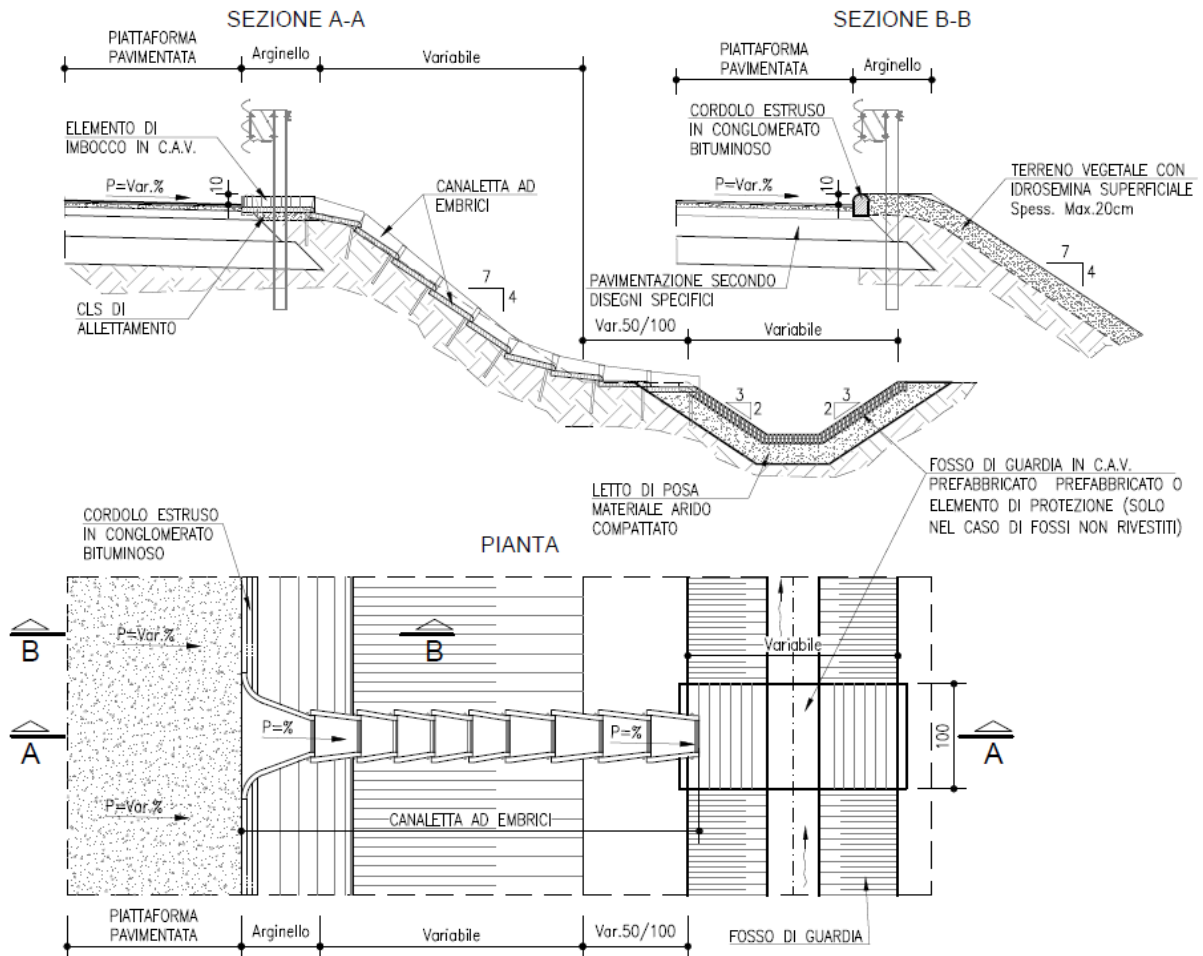 SEZIONE A-A
SEZIONE B-B
PIATTAFORMA
PAVIMENTATA
Arginello
Variabile
PIATTAFORMA
PAVIMENTATA
Arginello
ELEMENTO DI
IMBOCCO IN C.A.V.
CORDOLO ESTRUSO
IN CONGLOMERATO
BITUMINOSO
P=Var.%
10
CANALETTA AD
EMBRICI
P=Var.%
10
TERRENO VEGETALE CON
IDROSEMINA SUPERFICIALE
Spess. Max.20cm
7
4
7
4
CLS DI
ALLETTAMENTO
PAVIMENTAZIONE SECONDO
DISEGNI SPECIFICI
Var.50/100
Variabile
3
2
3
2
LETTO DI POSA
MATERIALE ARIDO
COMPATTATO
FOSSO DI GUARDIA IN C.A.V.
PREFABBRICATO PREFABBRICATO O
ELEMENTO DI PROTEZIONE (SOLO
NEL CASO DI FOSSI NON RIVESTITI)
CORDOLO ESTRUSO
IN CONGLOMERATO
BITUMINOSO
PIANTA
B
P=Var.%
B
Variabile
A
P=%
P=%
100
A
P=Var.%
CANALETTA AD EMBRICI
PIATTAFORMA
PAVIMENTATA
Arginello
Variabile
Var.50/100
FOSSO DI GUARDIA